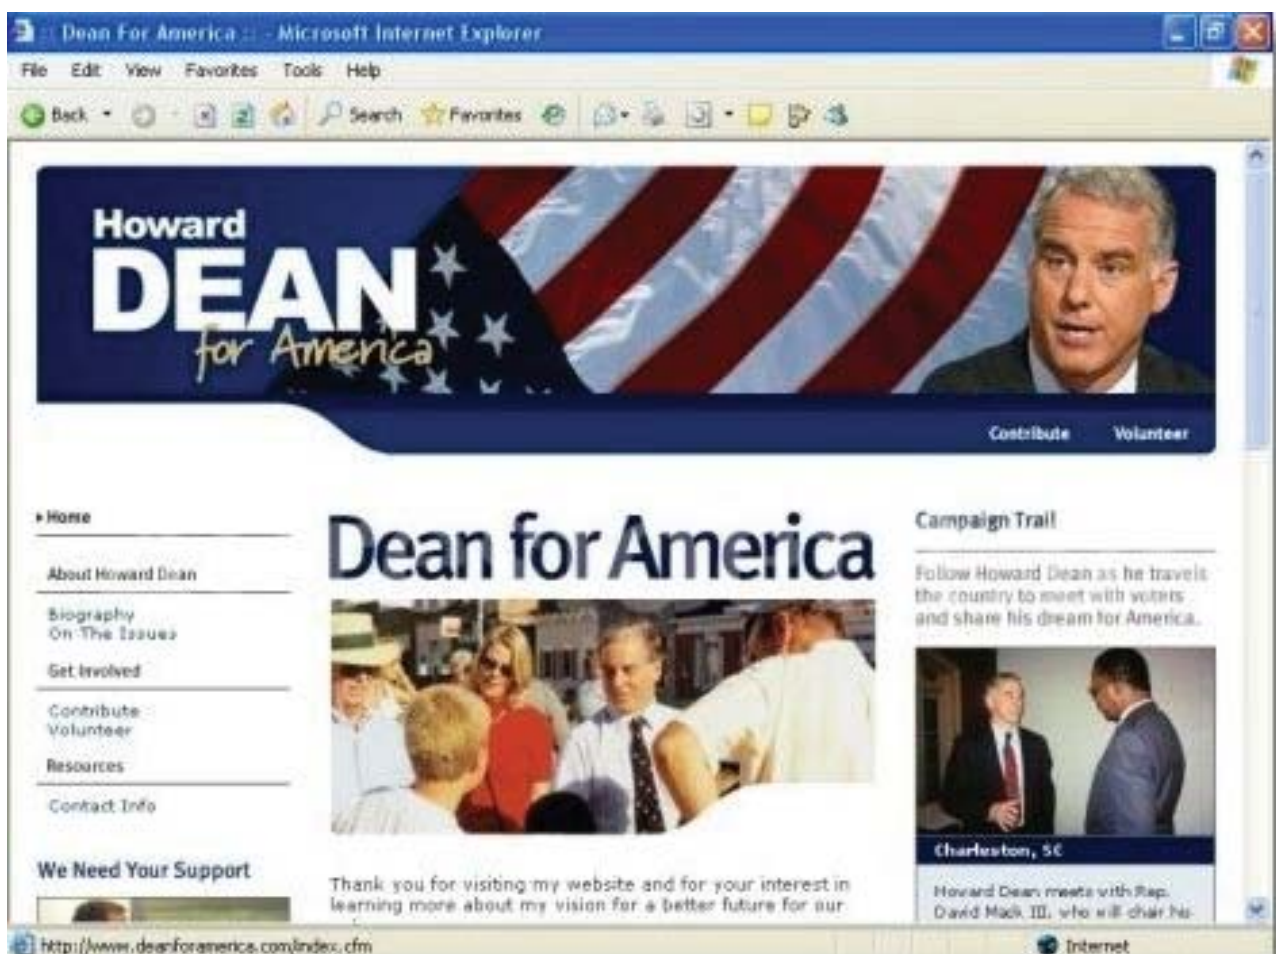 :: Dean For America :: - Microsoft Internet Explorer
File Edit View Favorites Tools Help
Back Search Favorites
Howard
DEAN
for America
Contribute Volunteer
Home
About Howard Dean
Biography
On The Issues
Get Involved
Contribute
Volunteer
Resources
Contact Info
We Need Your Support
Dean for America
Thank you for visiting my website and for your interest in
learning more about my vision for a better future for our
Campaign Trail
Follow Howard Dean as he travels
the country to meet with voters
and share his dream for America.
Charleston, SC
Howard Dean meets with Rep.
David Mack III, who will chair his
http://www.deanforamerica.com/index.cfm
Internet